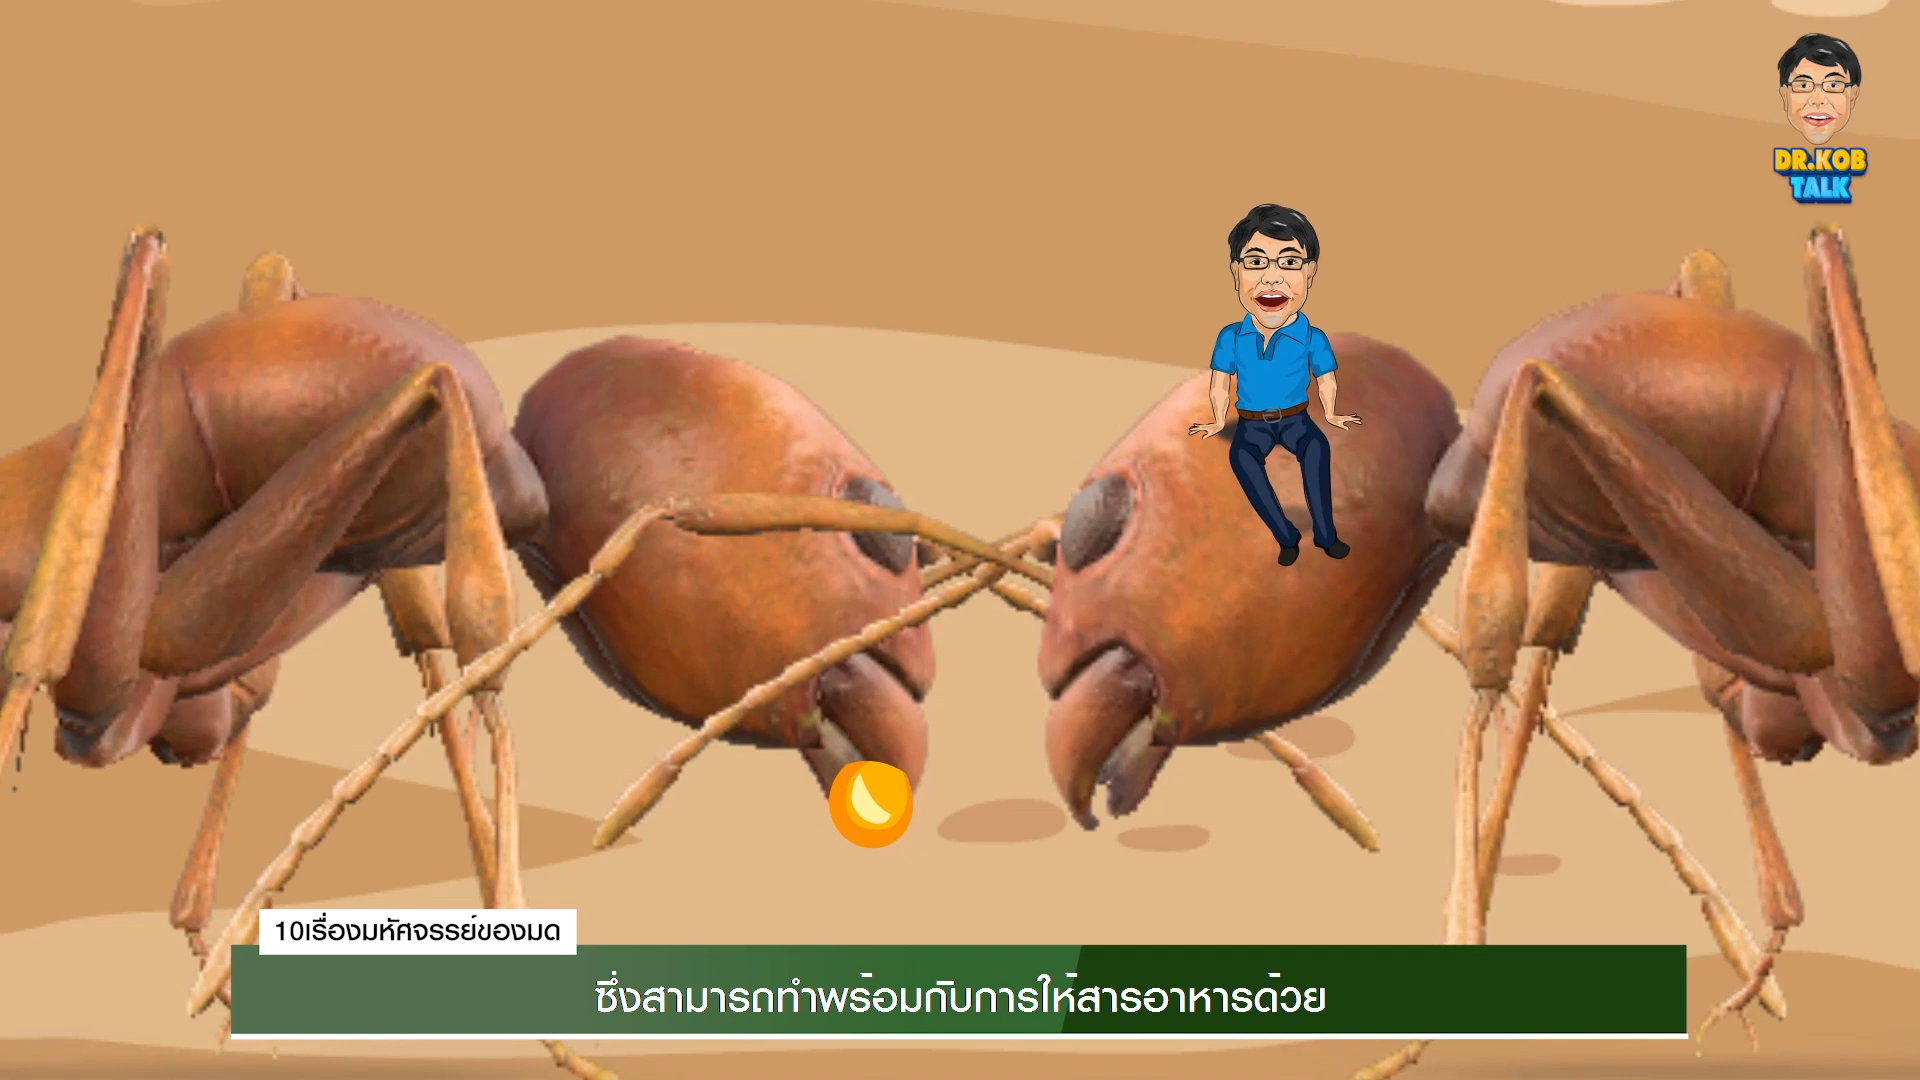 DR.KOB
TALK
10เรื่องมหัศจรรย์ของมด
ซึ่งสามารถทำพร้อมกับการให้สารอาหารด้วย